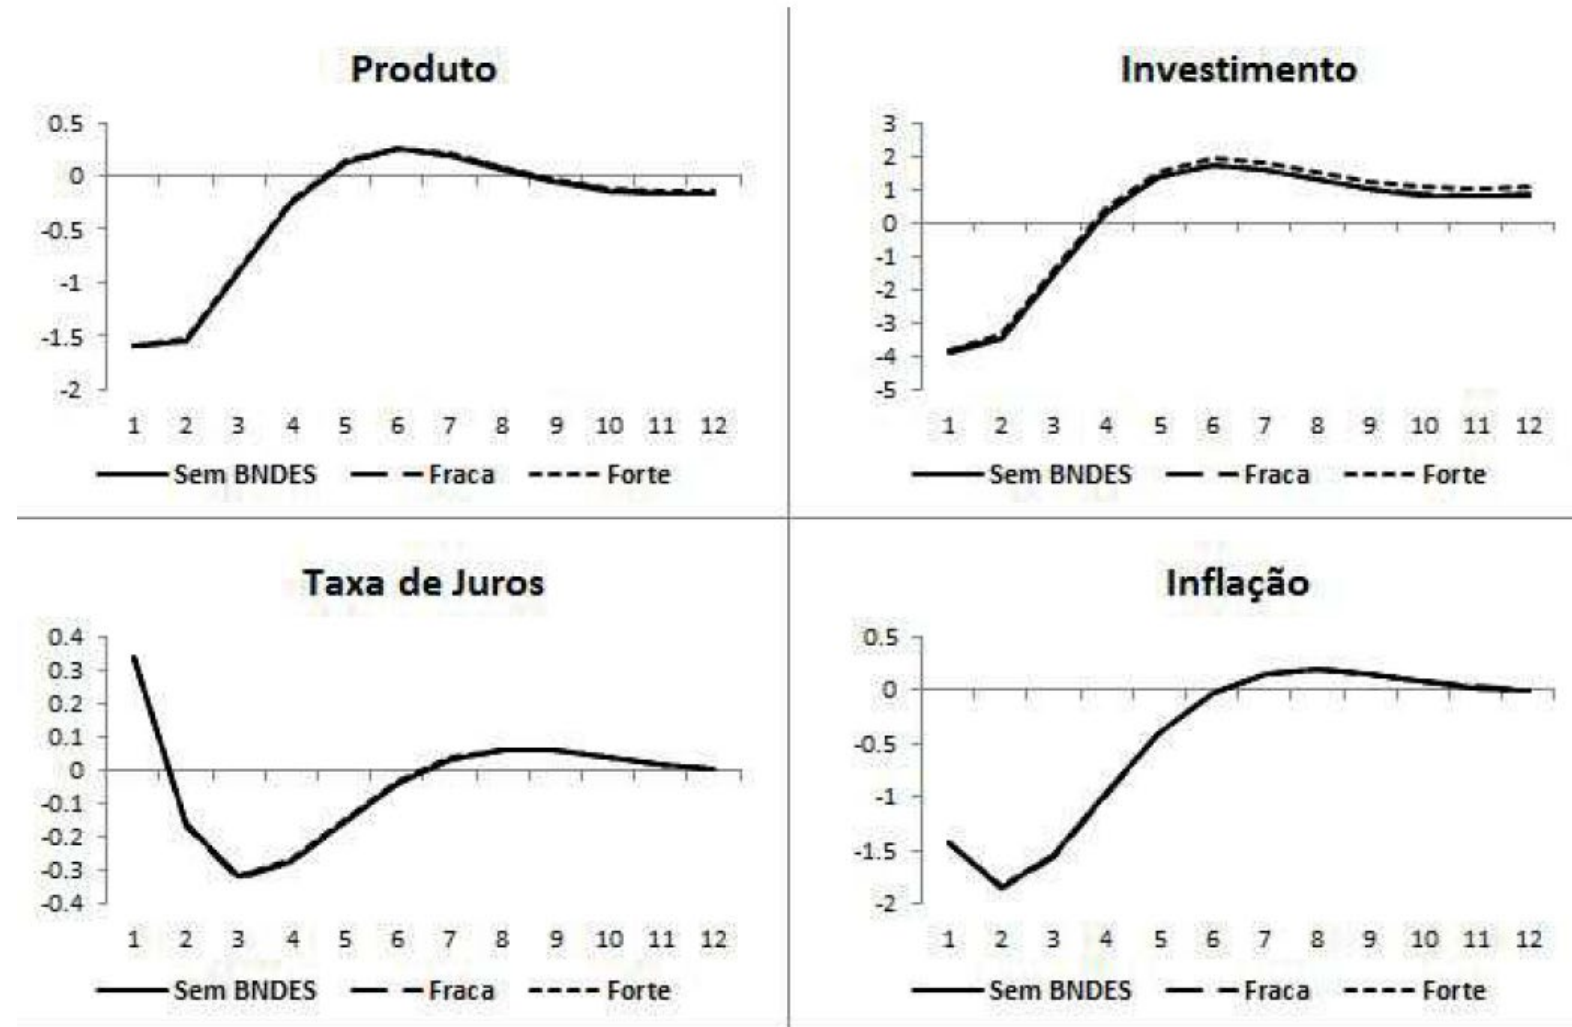 Produto
0.5
0
-0.5
-1
-1.5
-2
1 2 3 4 5 6 7 8 9 10 11 12
Sem BNDES Fraca Forte
Investimento
3
2
1
0
-1
-2
-3
-4
-5
1 2 3 4 5 6 7 8 9 10 11 12
Sem BNDES Fraca Forte
Taxa de Juros
0.4
0.3
0.2
0.1
0
-0.1
-0.2
-0.3
-0.4
1 2 3 4 5 6 7 8 9 10 11 12
Sem BNDES Fraca Forte
Inflação
0.5
0
-0.5
-1
-1.5
-2
1 2 3 4 5 6 7 8 9 10 11 12
Sem BNDES Fraca Forte